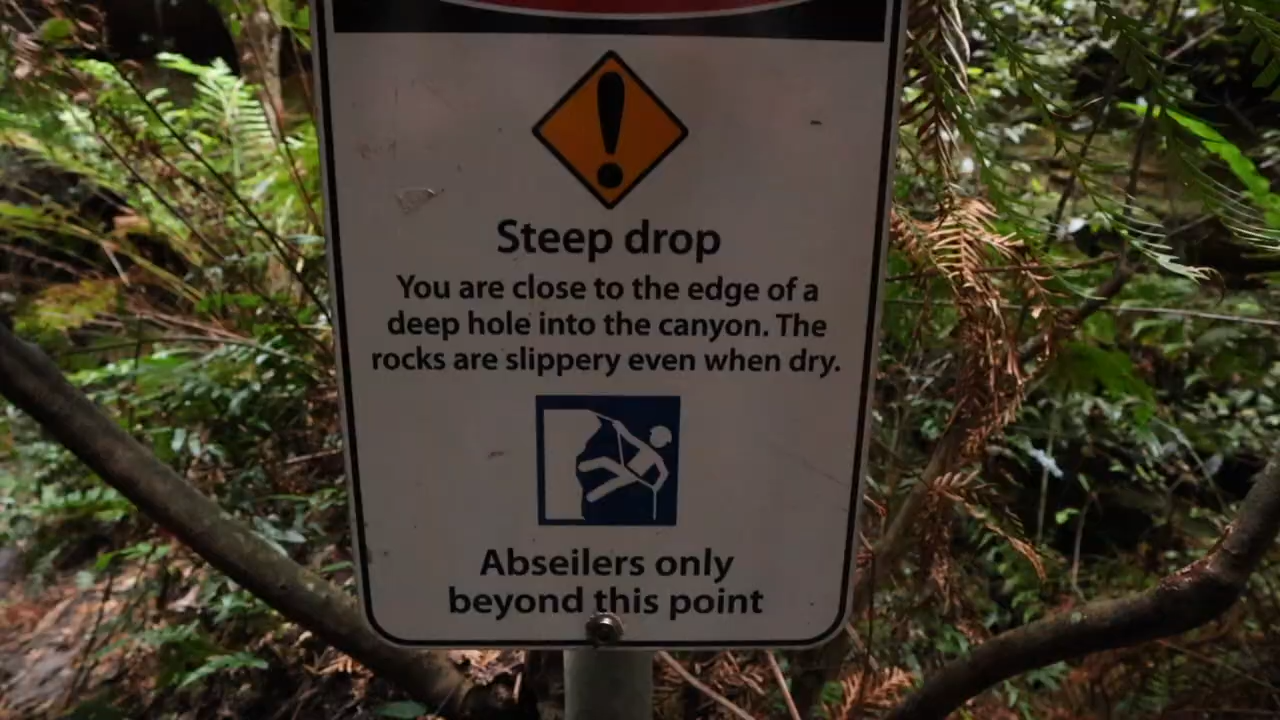 Steep drop
You are close to the edge of a
deep hole into the canyon. The
rocks are slippery even when dry.
Abseilers only
beyond this point